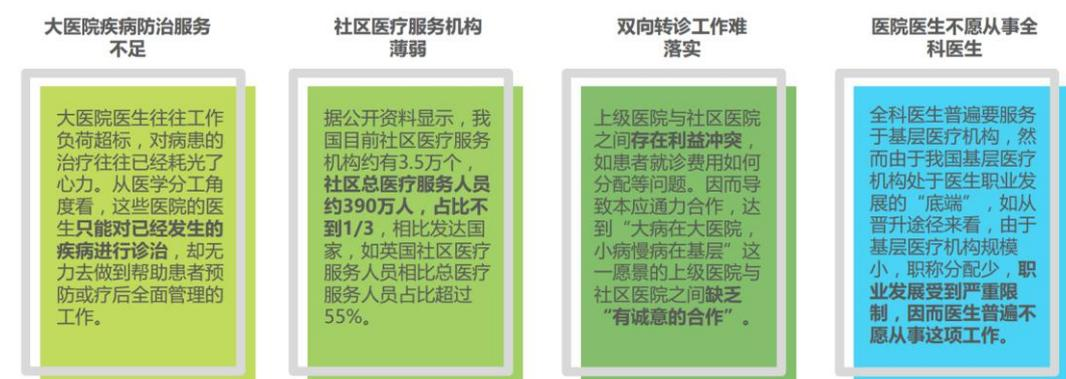 大医院疾病防治服务
不足
大医院医生往往工作
负荷超标，对病患的
治疗往往已经耗光了
心力。从医学分工角
度看，这些医院的医
生只能对已经发生的
疾病进行诊治，却无
力去做到帮助患者预
防或疗后全面管理的
工作。
社区医疗服务机构
薄弱
据公开资料显示，我
国目前社区医疗服务
机构约有3.5万个，
社区总医疗服务人员
约390万人，占比不
到1/3，相比发达国
家，如英国社区医疗
服务人员相比总医疗
服务人员占比超过
55%。
双向转诊工作难
落实
上级医院与社区医院
之间存在利益冲突，
如患者就诊费用如何
分配等问题。因而导
致本应通力合作，达
到“大病在大医院，
小病慢病在基层”这
一愿景的上级医院与
社区医院之间缺乏
“有诚意的合作”。
医院医生不愿从事全
科医生
全科医生普遍要服务
于基层医疗机构，然
而由于我国基层医疗
机构处于医生职业发
展的“底端”，如从
晋升途径来看，由于
基层医疗机构规模
小，职称分配少，职
业发展受到严重限
制，因而医生普遍不
愿从事这项工作。